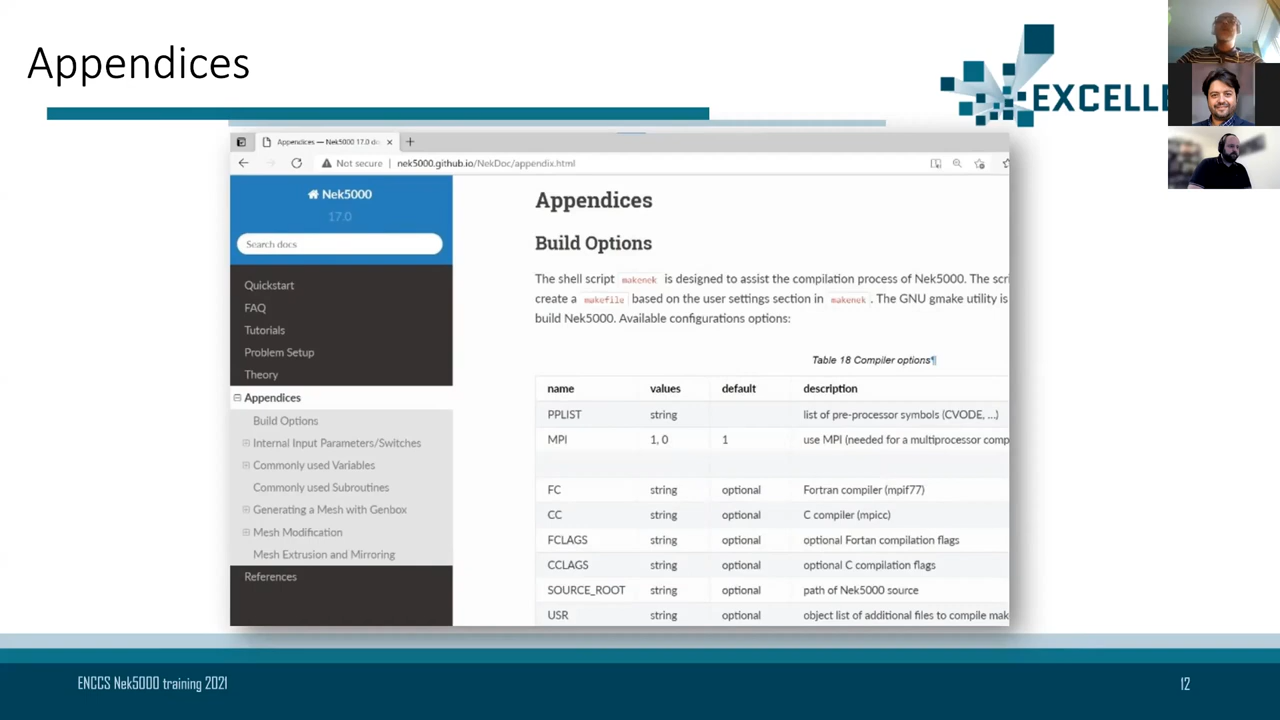 Appendices
EXCELLE
Appendices — Nek5000 17.0 do
Not secure
nek5000.github.io/NekDoc/appendix.html
Nek5000
17.0
Search docs
Quickstart
FAQ
Tutorials
Problem Setup
Theory
Appendices
Build Options
Internal Input Parameters/Switches
Commonly used Variables
Commonly used Subroutines
Generating a Mesh with Genbox
Mesh Modification
Mesh Extrusion and Mirroring
References
Appendices
Build Options
The shell script makenek is designed to assist the compilation process of Nek5000. The scri
create a makefile based on the user settings section in makenek . The GNU gmake utility is
build Nek5000. Available configurations options:
Table 18 Compiler options¶
name values default description
PPLIST string list of pre-processor symbols (CVODE, ...)
MPI 1, 0 1 use MPI (needed for a multiprocessor comp
FC string optional Fortran compiler (mpif77)
CC string optional C compiler (mpicc)
FCLAGS string optional optional Fortan compilation flags
CCLAGS string optional optional C compilation flags
SOURCE_ROOT string optional path of Nek5000 source
USR string optional object list of additional files to compile mak
ENCCS Nek5000 training 2021
12